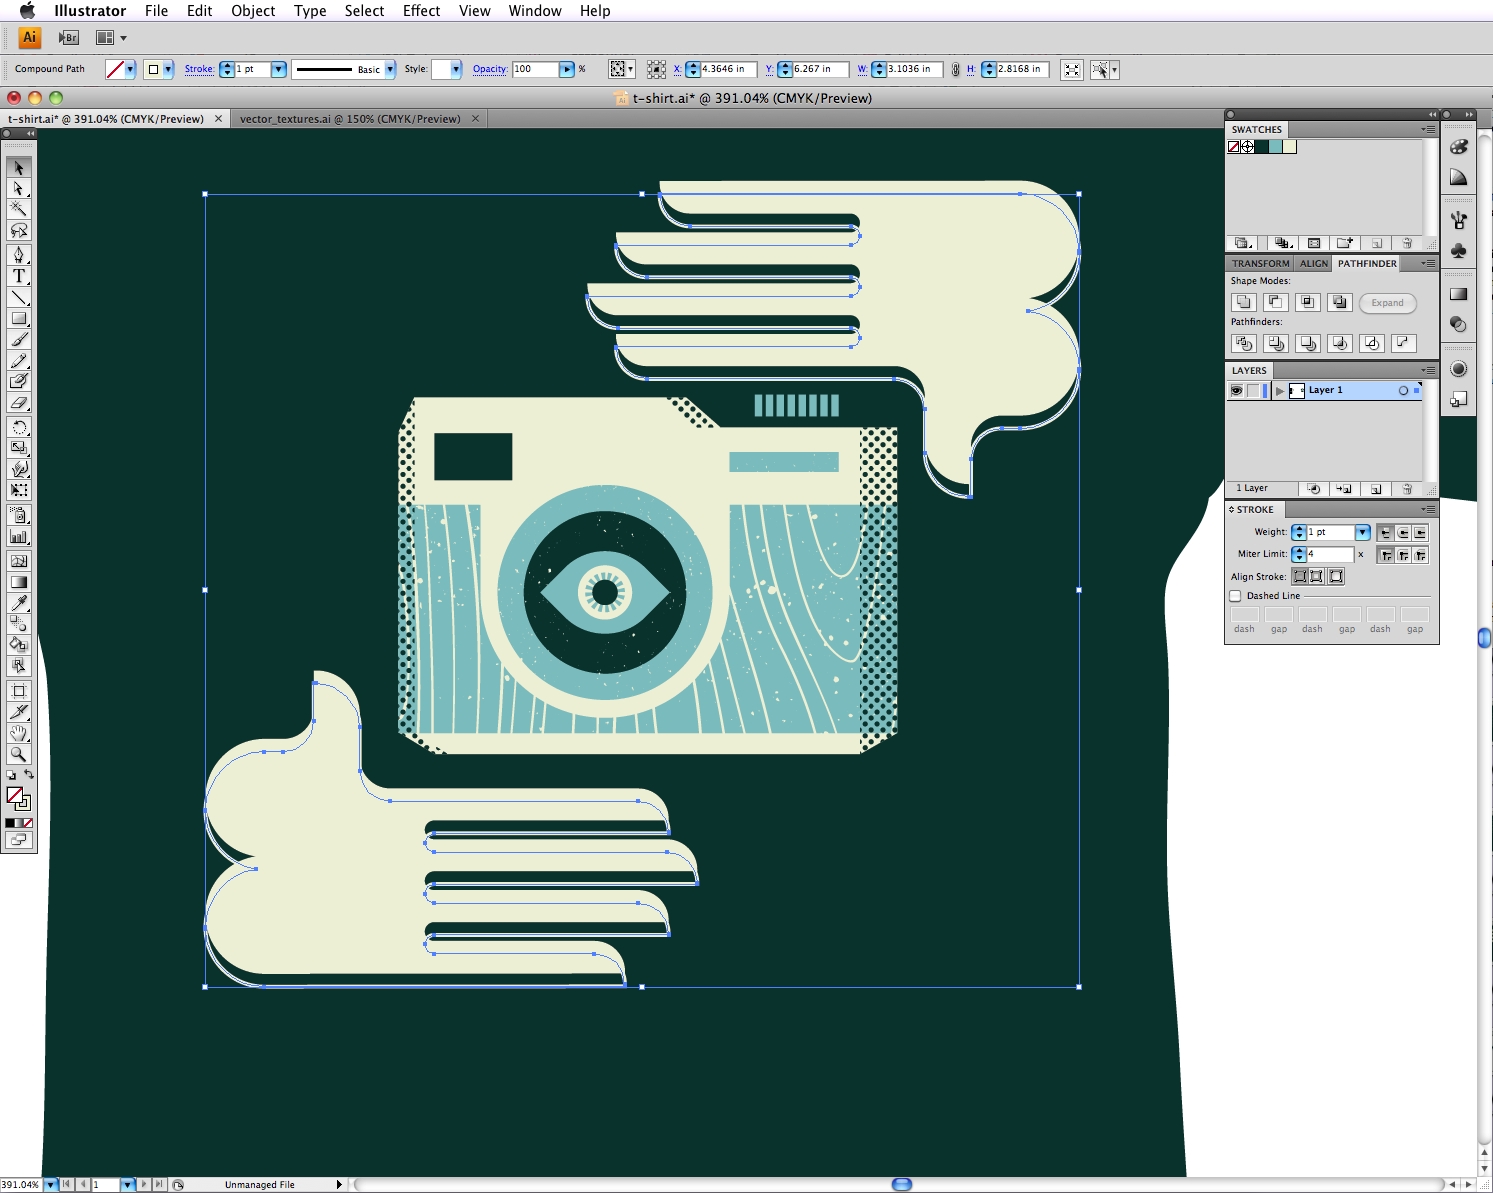 Illustrator File Edit Object Type Select Effect View Window Help
Ai Br
Compound Path Stroke: 1 pt Basic Style: Opacity: 100 % X: 4.3646 in Y: 6.267 in W: 3.1036 in H: 2.8168 in
t-shirt.ai* @ 391.04% (CMYK/Preview)
t-shirt.ai* @ 391.04% (CMYK/Preview) vector_textures.ai @ 150% (CMYK/Preview)
SWATCHES
TRANSFORM ALIGN PATHFINDER
Shape Modes:
Expand
Pathfinders:
LAYERS
Layer 1
1 Layer
STROKE
Weight: 1 pt
Miter Limit: 4 x
Align Stroke:
Dashed Line
dash gap dash gap dash gap
391.04% 1 Unmanaged File